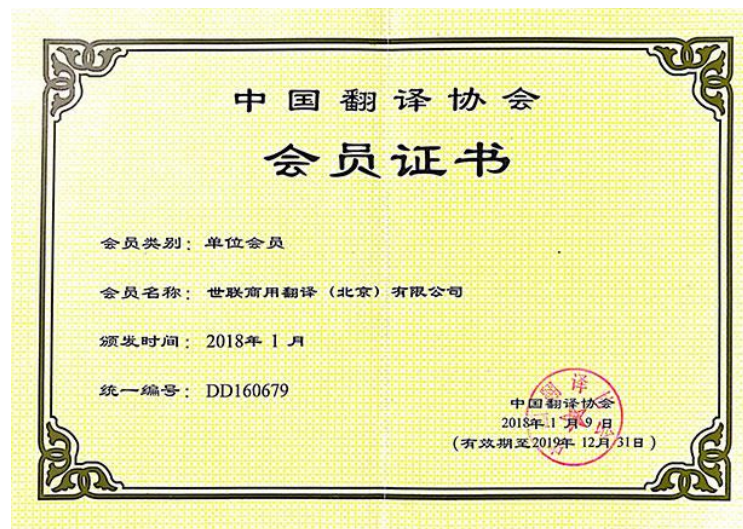 中国翻译协会
会员证书
会员类别：单位会员
会员名称：世联商用翻译（北京）有限公司
颁发时间：2018年 1 月
统一编号：DD160679
中国翻译协会
2018年 1 月 9 日
(有效期至2019年 12月 31日)